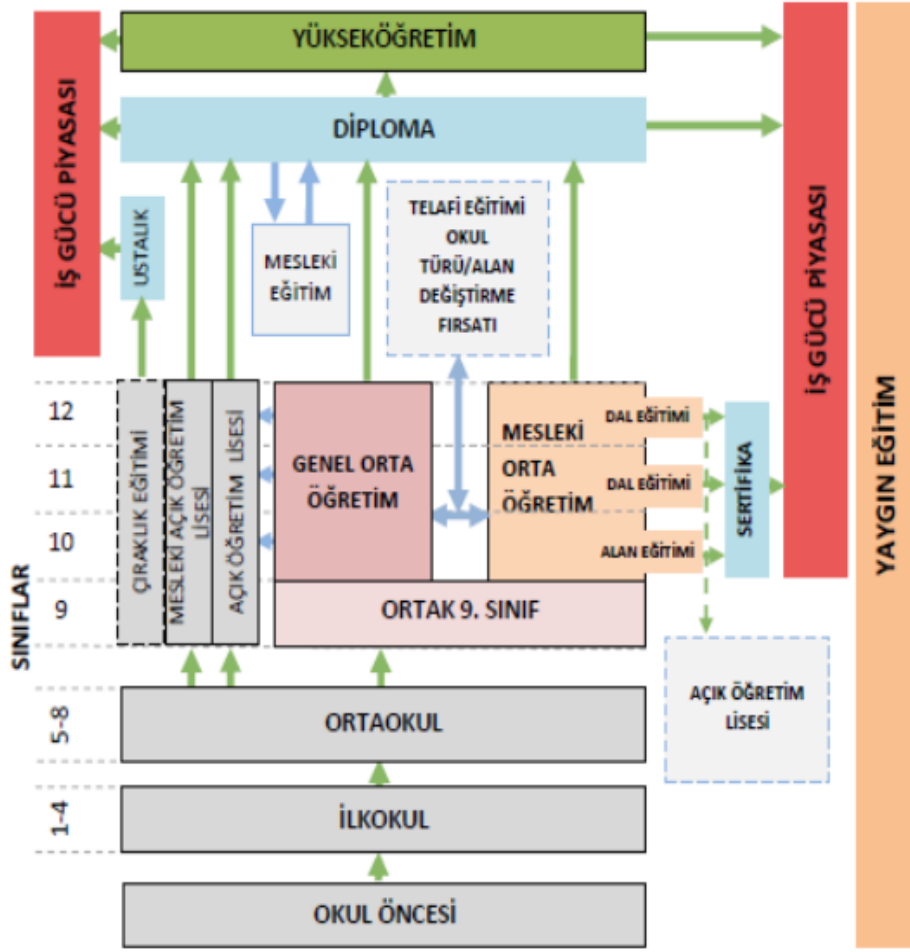 YÜKSEKÖĞRETİM
DİPLOMA
İŞ GÜCÜ PİYASASI
USTALIK
MESLEKİ
EĞİTİM
TELAFİ EĞİTİMİ
OKUL
TÜRÜ/ALAN
DEĞİŞTİRME
FIRSATI
İŞ GÜCÜ PİYASASI
YAYGIN EĞİTİM
SINIFLAR
12
11
10
9
5-8
1-4
ÇIRAKLIK EĞİTİMİ
MESLEKİ AÇIK ÖĞRETİM
LİSESİ
AÇIK ÖĞRETİM LİSESİ
GENEL ORTA
ÖĞRETİM
MESLEKİ
ORTA
ÖĞRETİM
DAL EĞİTİMİ
DAL EĞİTİMİ
ALAN EĞİTİMİ
SERTİFİKA
ORTAK 9. SINIF
AÇIK ÖĞRETİM
LİSESİ
ORTAOKUL
İLKOKUL
OKUL ÖNCESİ